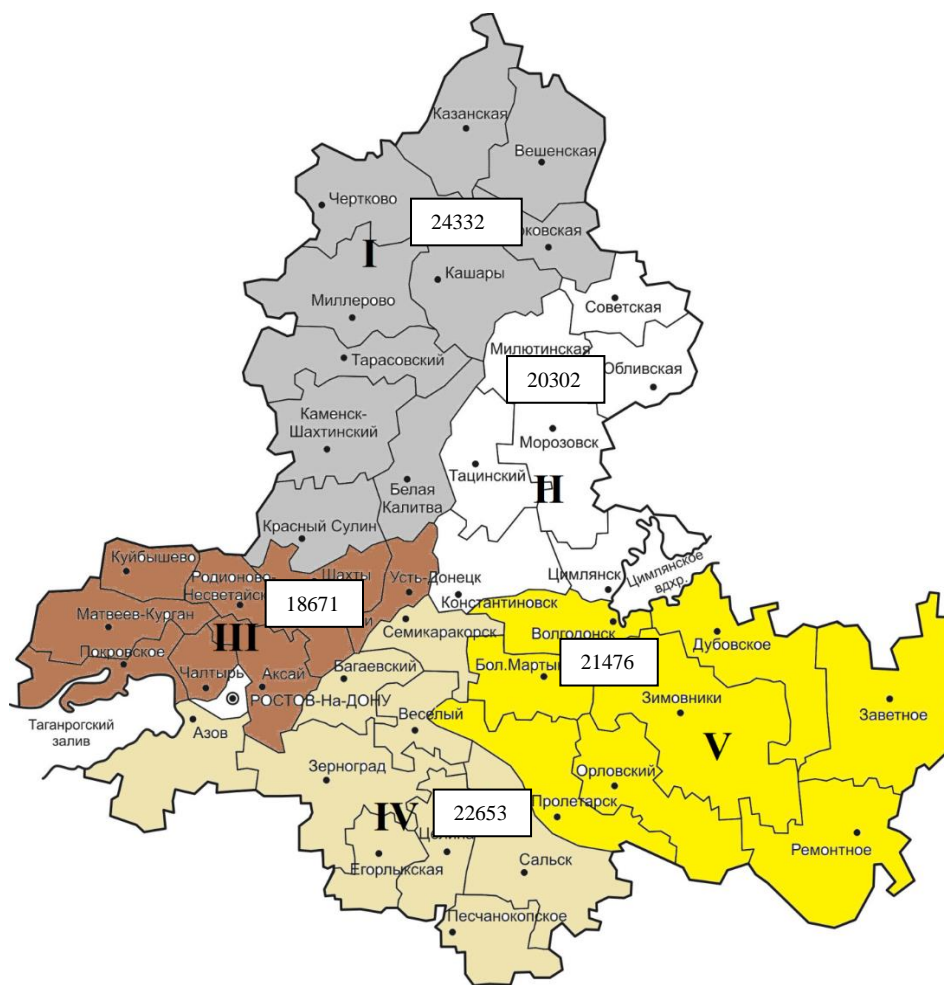 Казанская
Вешенская
Чертково
24332
оковская
I
Кашары
Миллерово
Советская
Милютинская
Обливская
Тарасовский
20302
Каменск-
Шахтинский
Морозовск
Тацинский
II
Белая
Калитва
Красный Сулин
Куйбышево
Родионово-
Несветайск
Шахты
Усть-Донецк
Цимлянск
Цимлянское
вдхр.
Константиновск
18671
Матвеев-Курган
и
Семикаракорск
Волгодонск
Дубовское
III
Покровское
Багаевский
Бол.Марты
21476
Чалтырь
Аксай
РОСТОВ-НА-ДОНУ
Зимовники
Заветное
Таганрогский
залив
Азов
Веселый
V
Зерноград
Орловский
IV
22653
Пролетарск
Целина
Ремонтное
Егорлыкская
Сальск
Песчанокопское